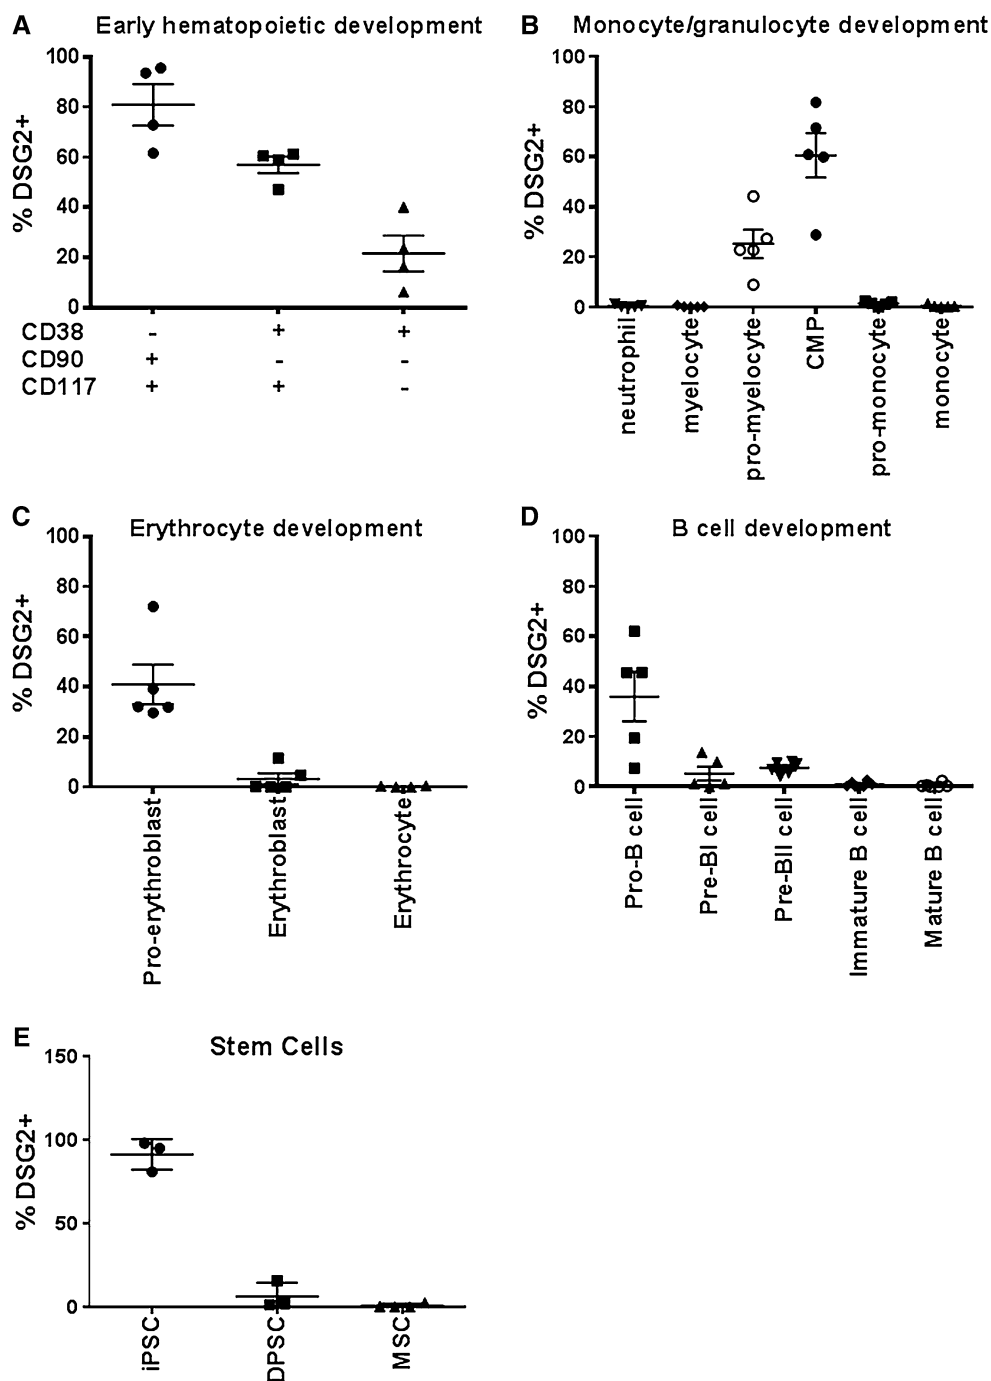 A Early hematopoietic development
% DSG2+
100
80
60
40
20
0
CD38 - + +
CD90 + - -
CD117 + + -
B Monocyte/granulocyte development
% DSG2+
100
80
60
40
20
0
neutrophil
myelocyte
pro-myelocyte
CMP
pro-monocyte
monocyte
C Erythrocyte development
% DSG2+
100
80
60
40
20
0
Pro-erythroblast
Erythroblast
Erythrocyte
D B cell development
% DSG2+
100
80
60
40
20
0
Pro-B cell
Pre-BI cell
Pre-BII cell
Immature B cell
Mature B cell
E Stem Cells
% DSG2+
150
100
50
0
iPSC
DPSC
MSC